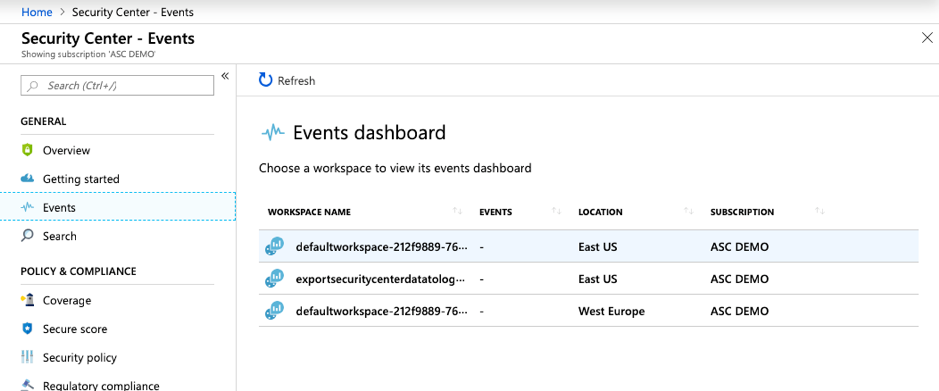 Home > Security Center - Events
Security Center - Events
Showing subscription 'ASC DEMO'
Search (Ctrl+/)
«
Refresh
GENERAL
Overview
Getting started
Events
Search
POLICY & COMPLIANCE
Coverage
Secure score
Security policy
Regulatory compliance
Events dashboard
Choose a workspace to view its events dashboard
WORKSPACE NAME EVENTS LOCATION SUBSCRIPTION
defaultworkspace-212f9889-76··· - East US ASC DEMO
exportsecuritycenterdatatolog··· - East US ASC DEMO
defaultworkspace-212f9889-76··· - West Europe ASC DEMO